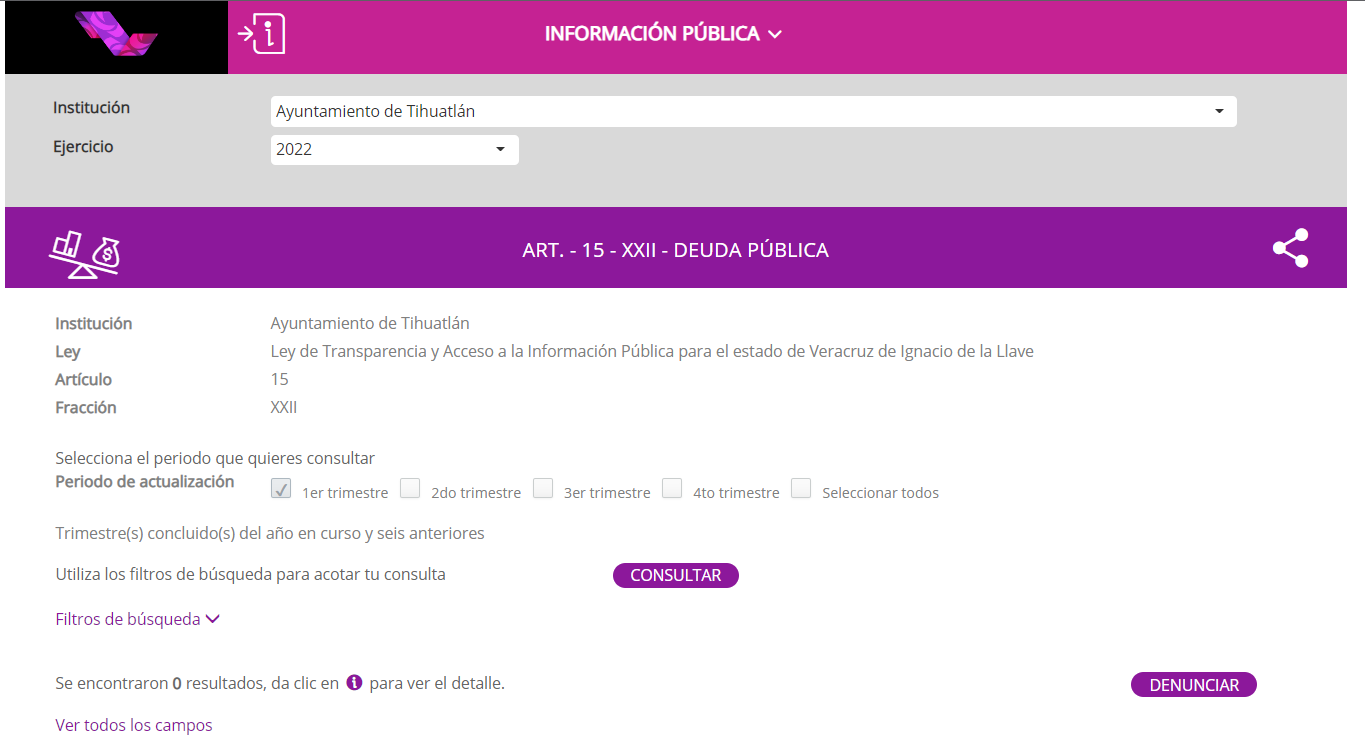 INFORMACIÓN PÚBLICA
Institución Ayuntamiento de Tihuatlán
Ejercicio 2022
ART. - 15 - XXII - DEUDA PÚBLICA
Institución Ayuntamiento de Tihuatlán
Ley Ley de Transparencia y Acceso a la Información Pública para el estado de Veracruz de Ignacio de la Llave
Artículo 15
Fracción XXII
Selecciona el periodo que quieres consultar
Periodo de actualización 1er trimestre 2do trimestre 3er trimestre 4to trimestre Seleccionar todos
Trimestre(s) concluido(s) del año en curso y seis anteriores
Utiliza los filtros de búsqueda para acotar tu consulta CONSULTAR
Filtros de búsqueda
Se encontraron 0 resultados, da clic en i para ver el detalle. DENUNCIAR
Ver todos los campos